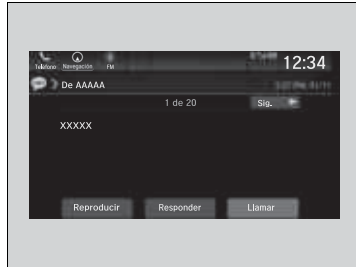 12:34
Teléfono Navegación FM
De AAAAA
1 de 20 Sig.
XXXXX
Reproducir Responder Llamar